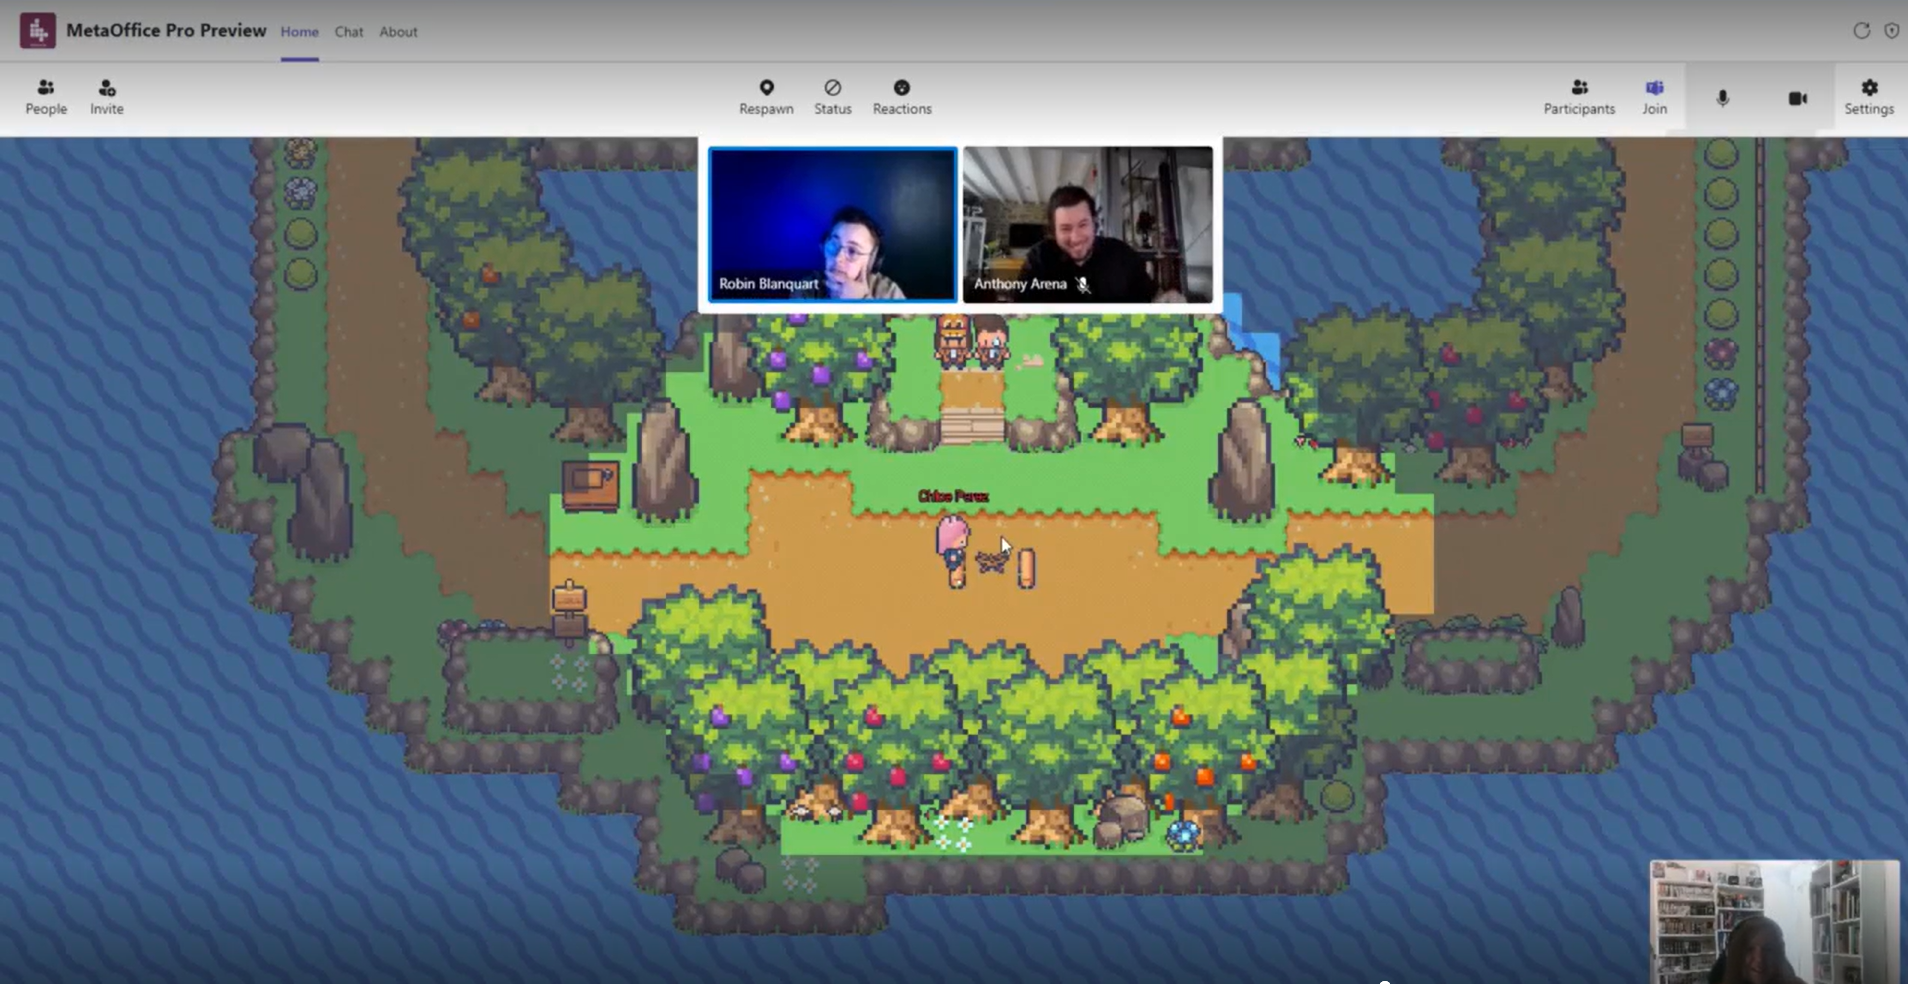 MetaOffice Pro Preview Home Chat About
People Invite Respawn Status Reactions Participants Join Settings
Robin Blanquart Anthony Arena
Chloe Perez